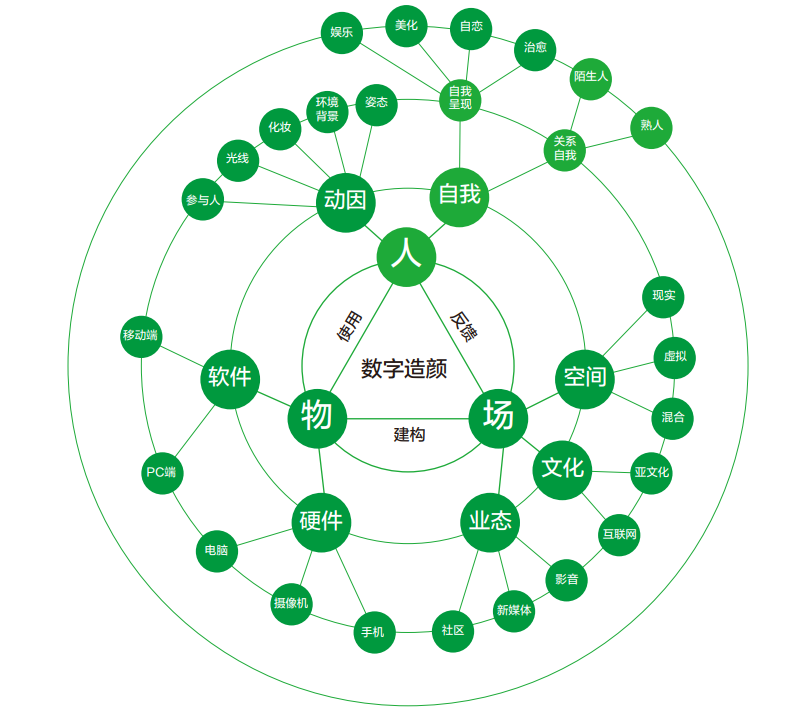 娱乐
美化
自恋
治愈
陌生人
熟人
自我
呈现
关系
自我
环境
背景
姿态
化妆
光线
参与人
动因
自我
人
使用
反馈
数字造颜
建构
物
场
移动端
软件
PC端
硬件
电脑
摄像机
手机
现实
空间
虚拟
混合
文化
亚文化
互联网
业态
影音
新媒体
社区